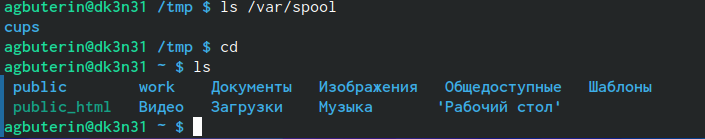 agbuterin@dk3n31 /tmp $ ls /var/spool
cups
agbuterin@dk3n31 /tmp $ cd
agbuterin@dk3n31 ~ $ ls
public work Документы Изображения Общедоступные Шаблоны
public_html Видео Загрузки Музыка 'Рабочий стол'
agbuterin@dk3n31 ~ $